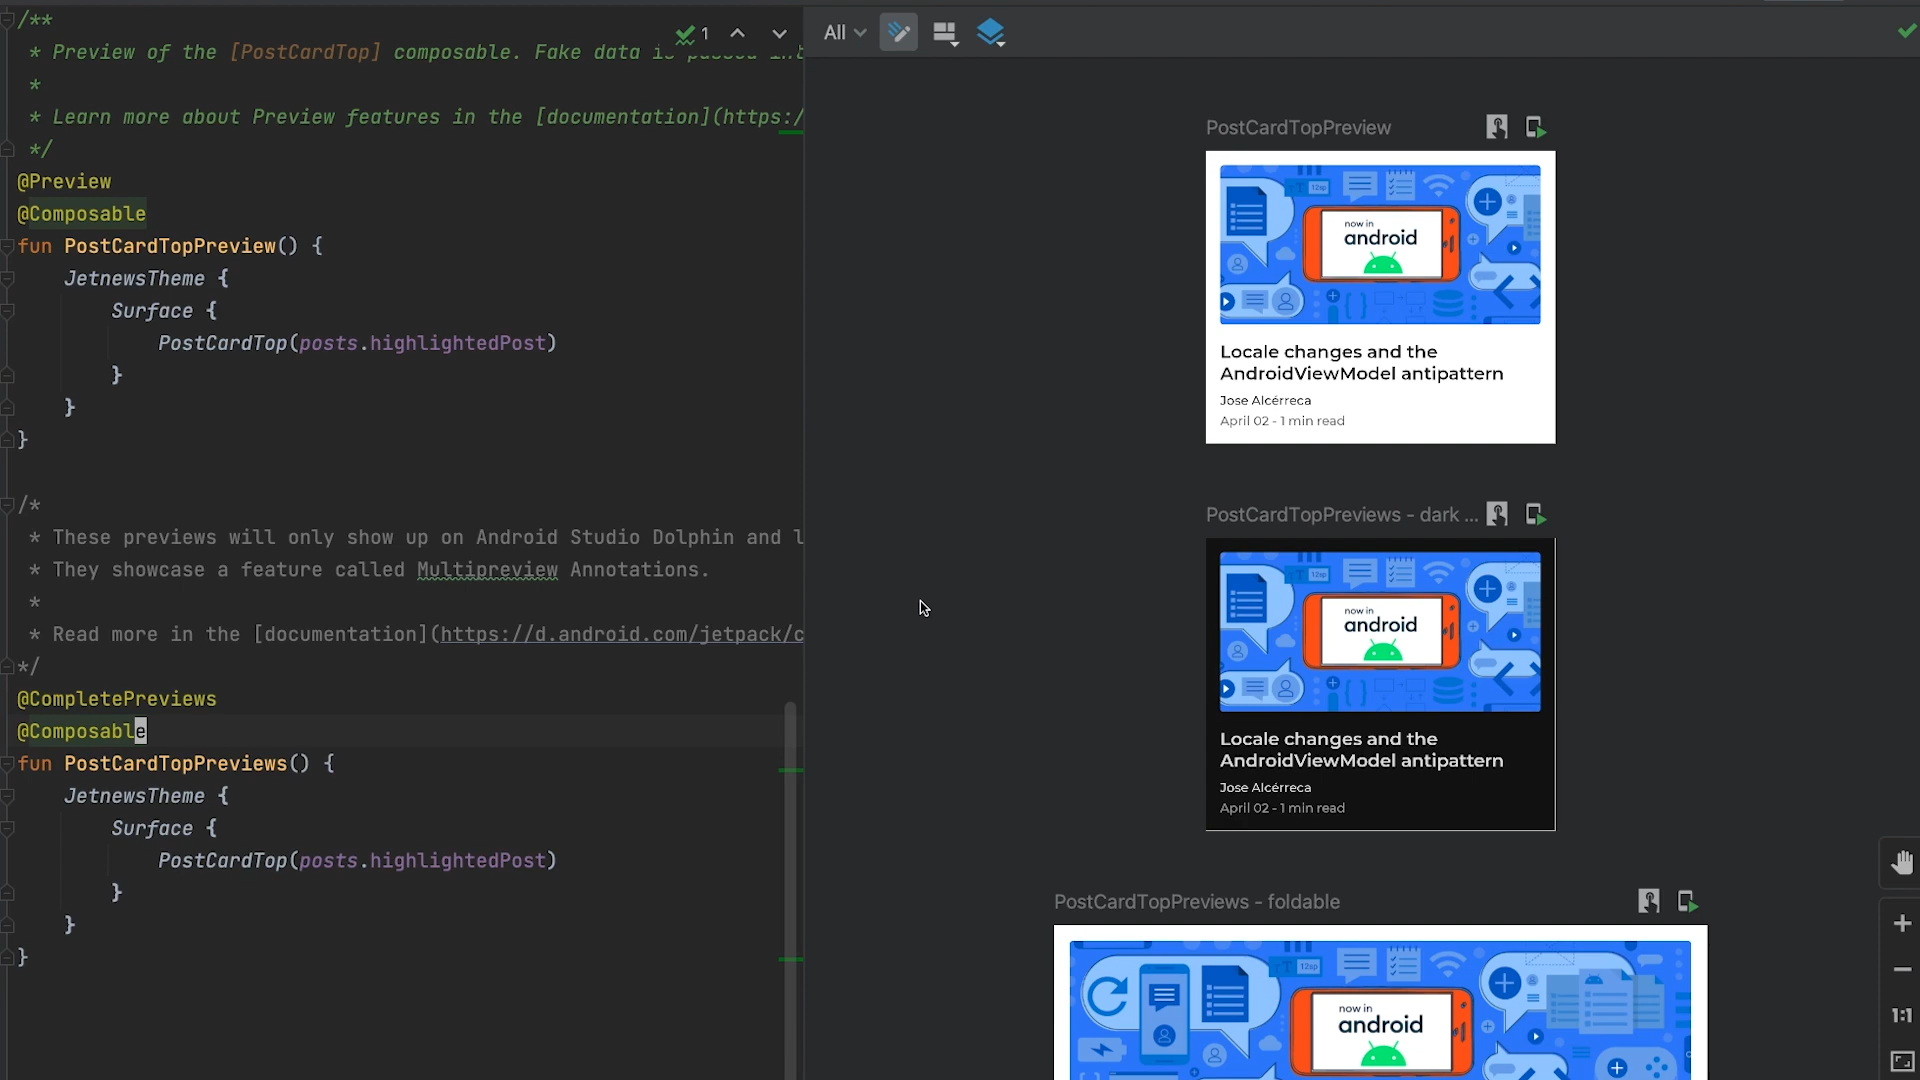 /**
* Preview of the [PostCardTop] composable. Fake data is passed int
*
* Learn more about Preview features in the [documentation](https:/
*/
@Preview
@Composable
fun PostCardTopPreview() {
JetnewsTheme {
Surface {
PostCardTop(posts.highlightedPost)
}
}
}
/*
* These previews will only show up on Android Studio Dolphin and l
* They showcase a feature called Multipreview Annotations.
*
* Read more in the [documentation](https://d.android.com/jetpack/c
*/
@CompletePreviews
@Composable
fun PostCardTopPreviews() {
JetnewsTheme {
Surface {
PostCardTop(posts.highlightedPost)
}
}
}
1
All
PostCardTopPreview
12sp
now in
android
Locale changes and the
AndroidViewModel antipattern
Jose Alcérreca
April 02 - 1 min read
PostCardTopPreviews - dark ...
12sp
now in
android
Locale changes and the
AndroidViewModel antipattern
Jose Alcérreca
April 02 - 1 min read
PostCardTopPreviews - foldable
12sp
now in
android
1:1